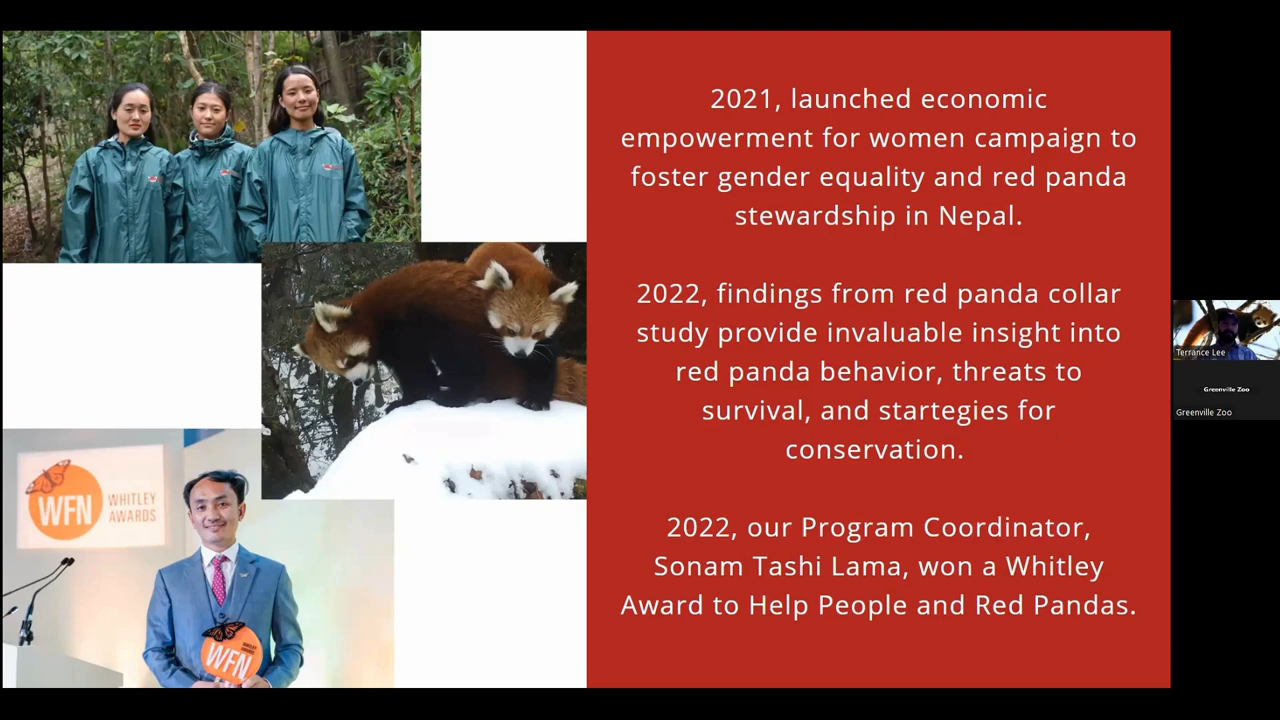 2021, launched economic
empowerment for women campaign to
foster gender equality and red panda
stewardship in Nepal.
2022, findings from red panda collar
study provide invaluable insight into
red panda behavior, threats to
survival, and startegies for
conservation.
2022, our Program Coordinator,
Sonam Tashi Lama, won a Whitley
Award to Help People and Red Pandas.
WFN
WHITLEY
AWARDS
WFN
WHITLEY
AWARDS
Terrance Lee
Greenville Zoo
Greenville Zoo